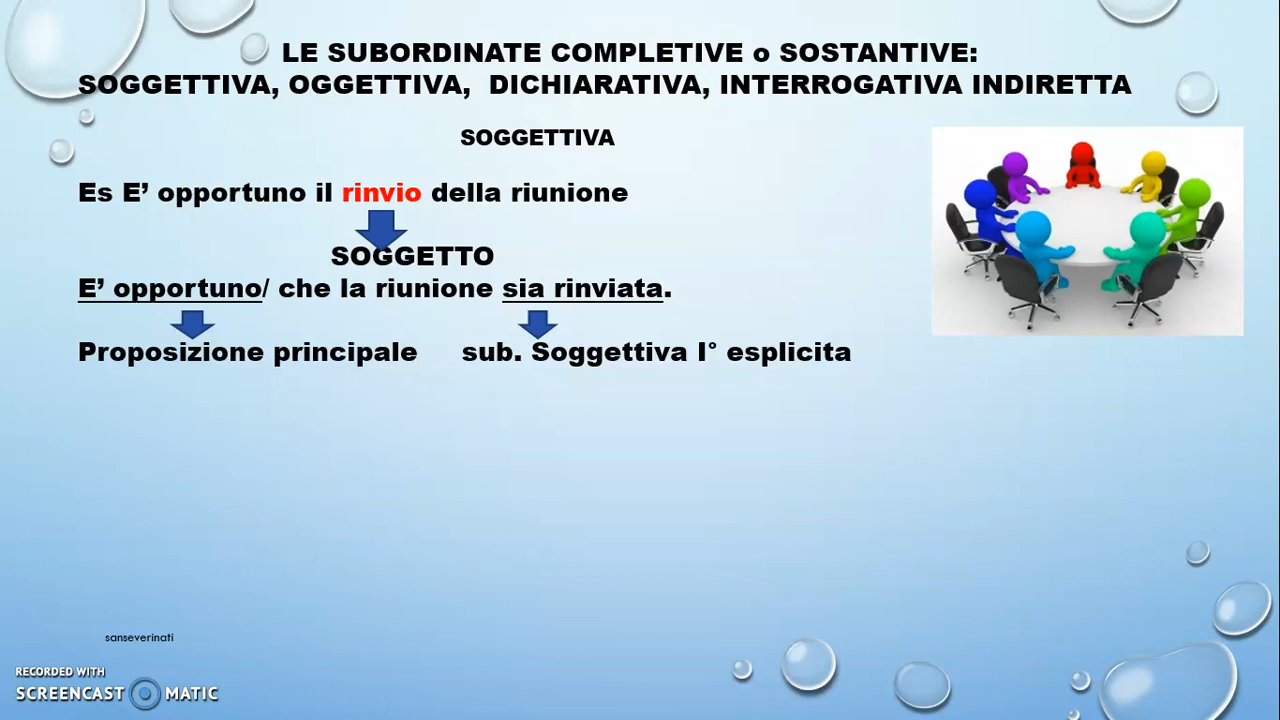 LE SUBORDINATE COMPLETIVE o SOSTANTIVE:
SOGGETTIVA, OGGETTIVA, DICHIARATIVA, INTERROGATIVA INDIRETTA
SOGGETTIVA
Es E’ opportuno il rinvio della riunione
SOGGETTO
E’ opportuno/ che la riunione sia rinviata.
Proposizione principale sub. Soggettiva I° esplicita
sanseverinati
RECORDED WITH
SCREENCAST MATIC